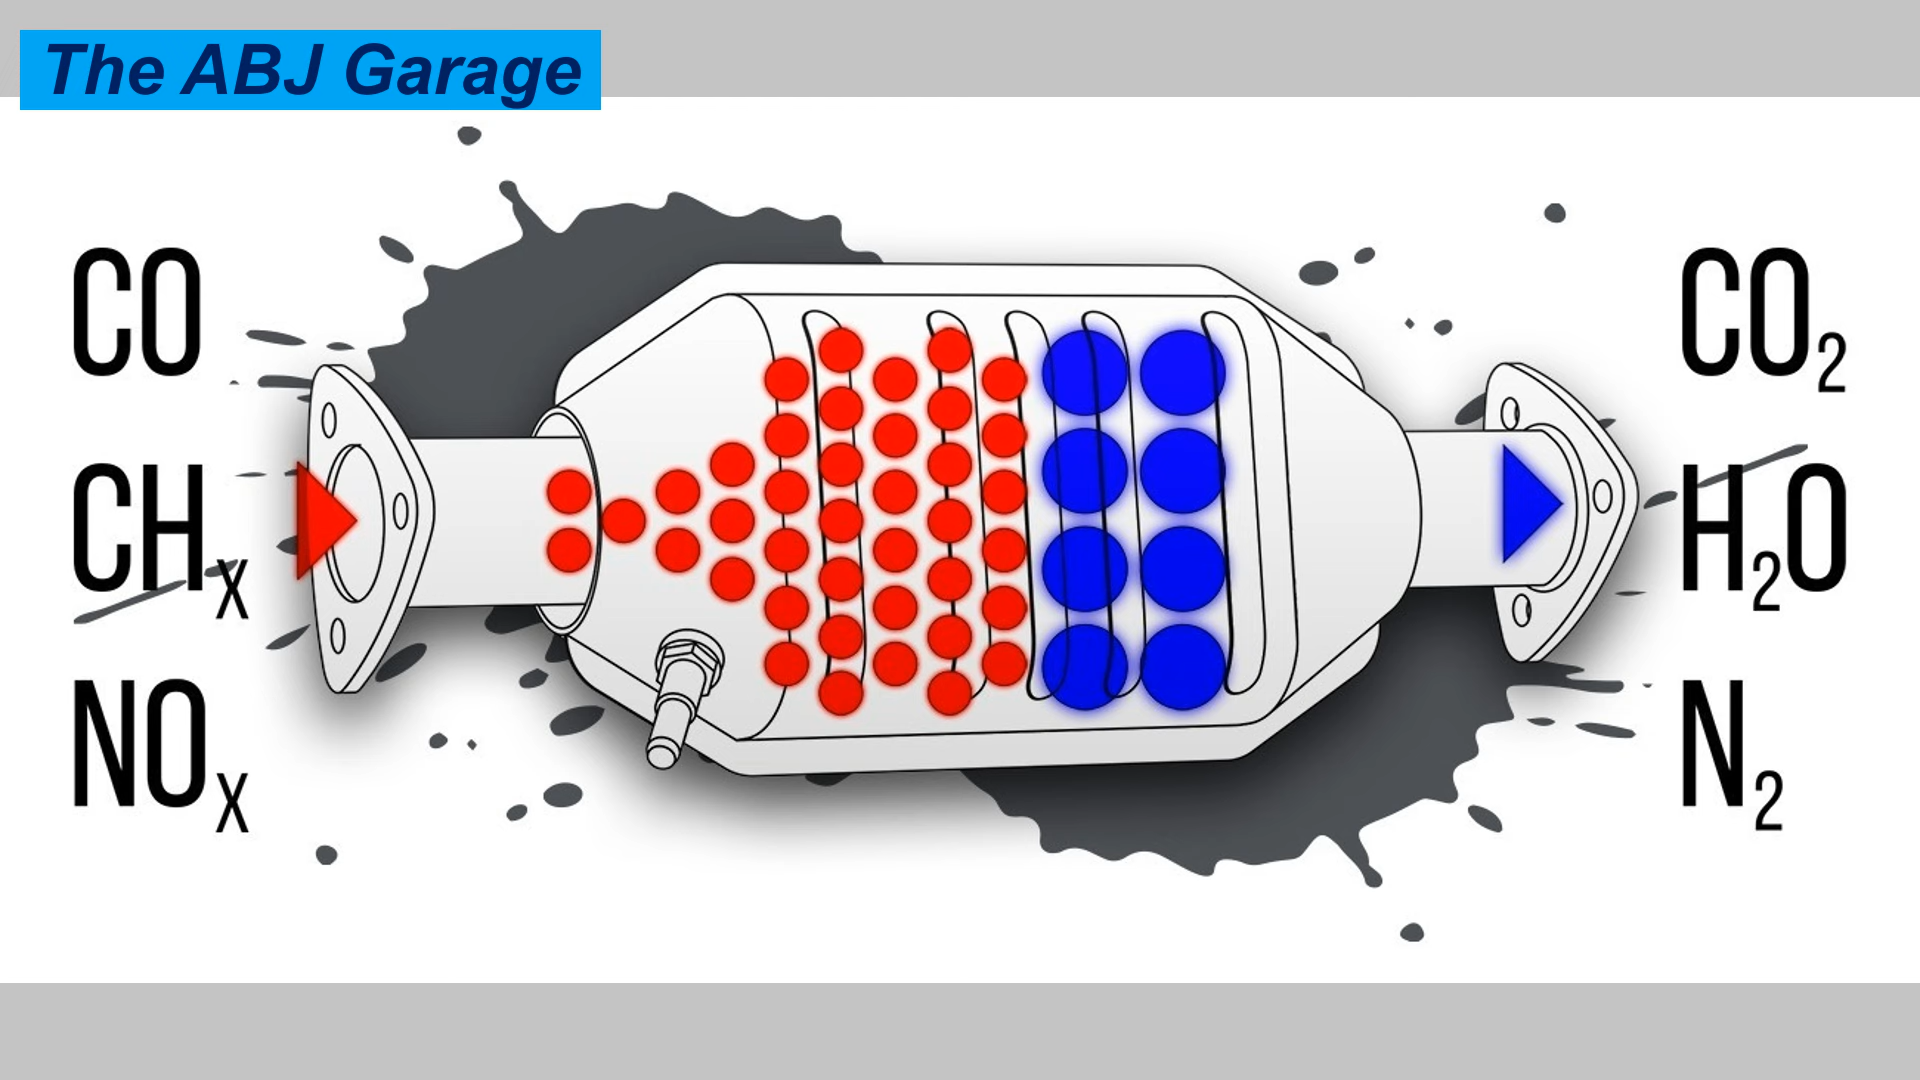 The ABJ Garage
CO
CHX
NOX
CO2
H2O
N2